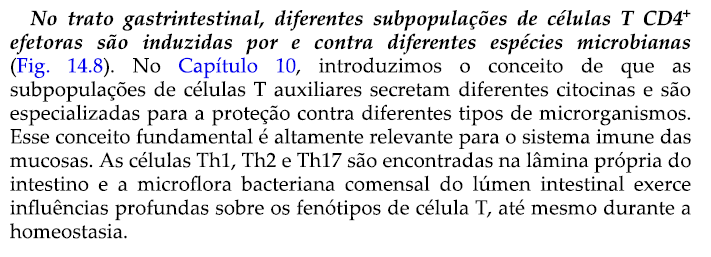 No trato gastrintestinal, diferentes subpopulações de células T CD4⁺
efetoras são induzidas por e contra diferentes espécies microbianas
(Fig. 14.8). No Capítulo 10, introduzimos o conceito de que as
subpopulações de células T auxiliares secretam diferentes citocinas e são
especializadas para a proteção contra diferentes tipos de microrganismos.
Esse conceito fundamental é altamente relevante para o sistema imune das
mucosas. As células Th1, Th2 e Th17 são encontradas na lâmina própria do
intestino e a microflora bacteriana comensal do lúmen intestinal exerce
influências profundas sobre os fenótipos de célula T, até mesmo durante a
homeostasia.